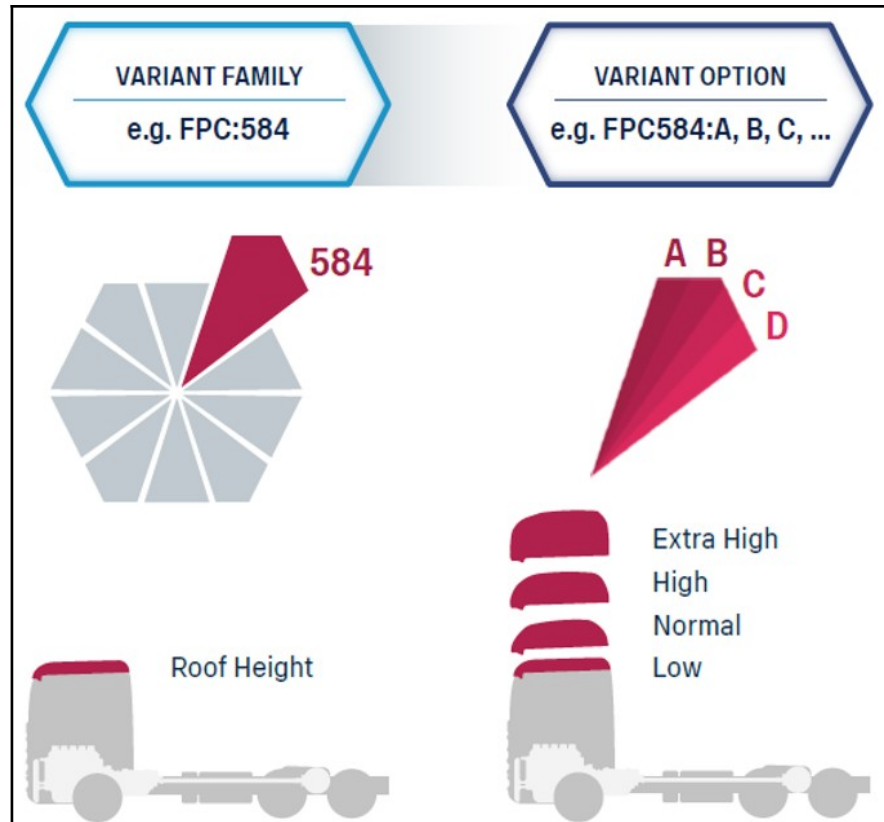 VARIANT FAMILY
e.g. FPC:584
VARIANT OPTION
e.g. FPC584:A, B, C, ...
584
A B
C
D
Extra High
High
Normal
Low
Roof Height